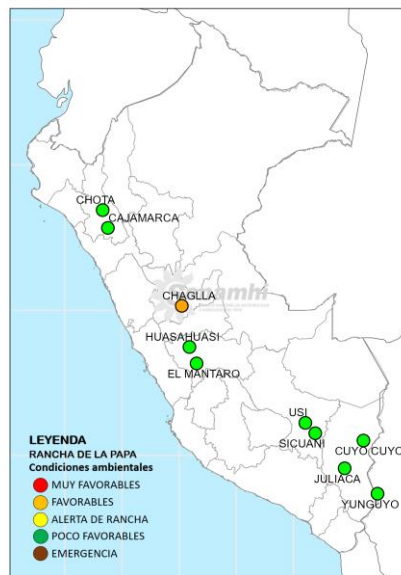 CHOTA
CAJAMARCA
Senamhi
CHAGLLA
HUASAHUASI
EL MANTARO
USI
SICUANI
CUYO CUYO
JULIACA
YUNGUYO
LEYENDA
RANCHA DE LA PAPA
Condiciones ambientales
MUY FAVORABLES
FAVORABLES
ALERTA DE RANCHA
POCO FAVORABLES
EMERGENCIA